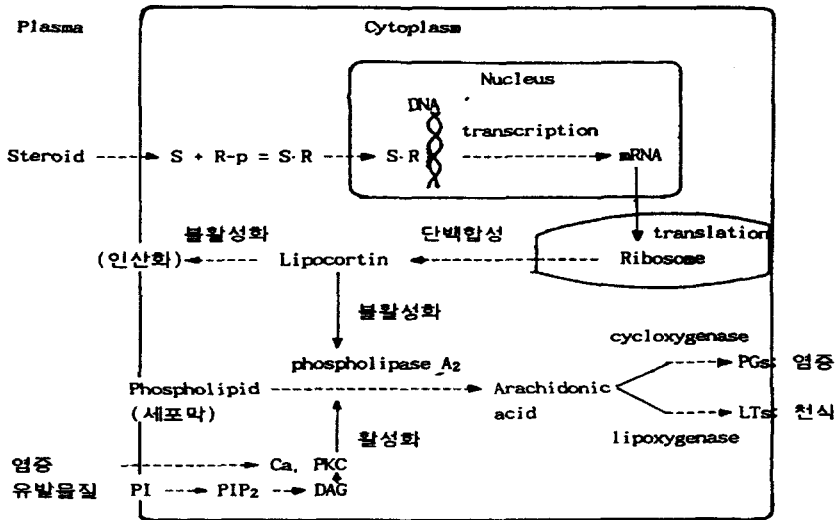 Plasma Cytoplasm
Nucleus
DNA
transcription
Steroid S + R-p = S·R S·R mRNA
불활성화 단백합성 translation
(인산화) Lipocortin Ribosome
불활성화
cycloxygenase
phospholipase A2
PGs: 염증
Phospholipid Arachidonic
(세포막) acid LTs: 천식
활성화 lipoxygenase
염증 Ca, PKC
유발물질 PI PIP2 DAG